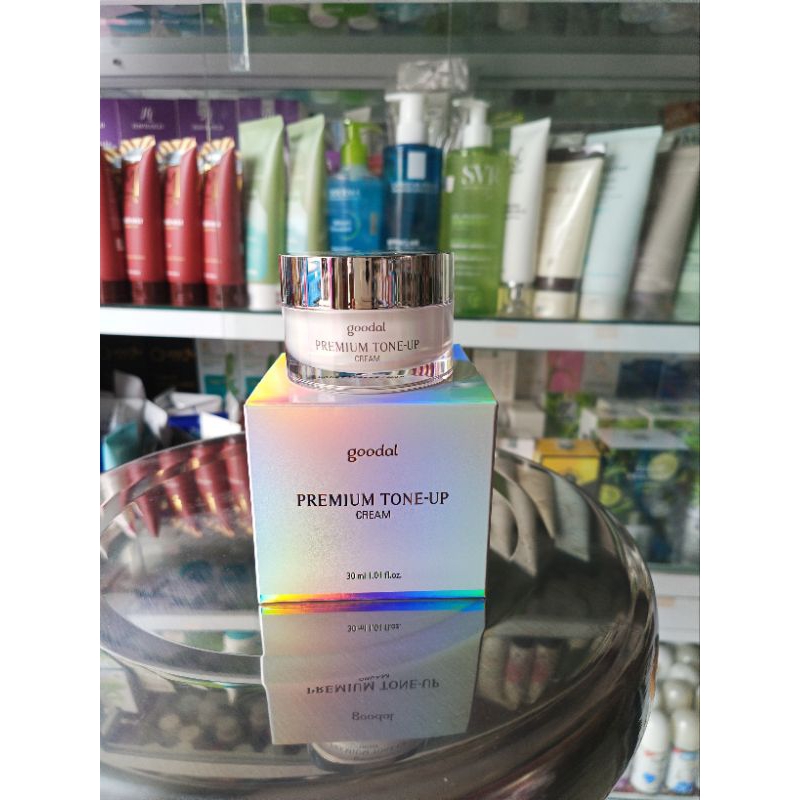 SVR
goodal
PREMIUM TONE-UP
CREAM
goodal
PREMIUM TONE-UP
CREAM
30 ml 1.01 fl.oz.